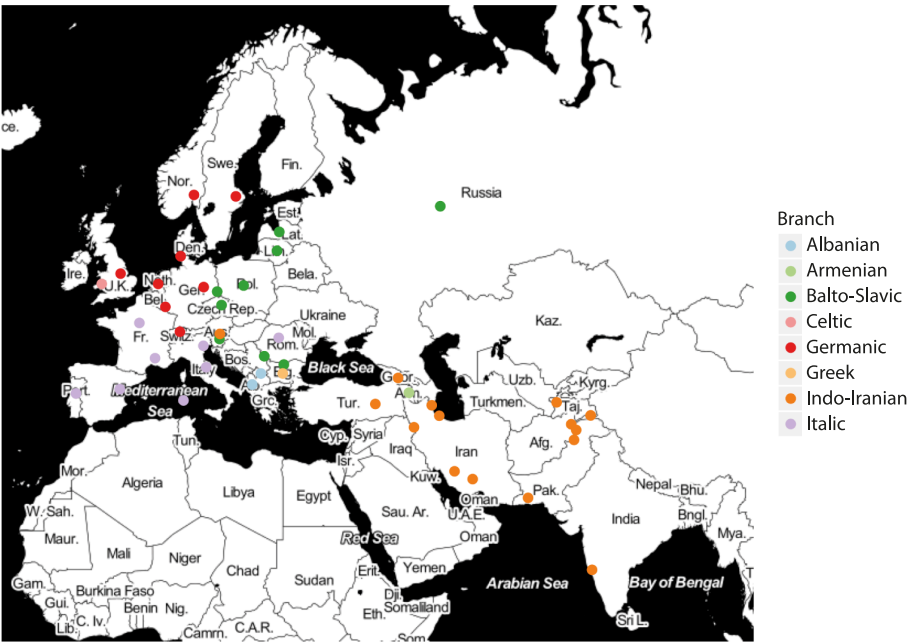 ce.
Swe.
Fin.
Nor.
Russia
Est.
Lat.
Den.
Lith.
Ire.
U.K.
Neth.
Ger.
Pol.
Bela.
Bel.
Czech Rep.
Ukraine
Kaz.
Fr.
Switz.
Aus.
Mol.
Rom.
Italy
Bos.
Black Sea
Geor.
Uzb.
Kyrg.
Port.
Mediterranean
Sea
Grc.
Tur.
Turkmen.
Taj.
Tun.
Cyp.
Syria
Iraq
Iran
Afg.
Isr.
Mor.
Algeria
Libya
Egypt
Kuw.
Pak.
Nepal
Bhu.
W. Sah.
Sau. Ar.
Oman
U.A.E.
India
Bngl.
Maur.
Mali
Niger
Red Sea
Oman
Mya.
Chad
Sudan
Erit.
Yemen
Arabian Sea
Bay of Bengal
Gam.
Burkina Faso
Dji.
Gui.
Benin
Nig.
Eth.
Somaliland
C. Iv.
Lib.
Camrn.
C.A.R.
Som.
Sri L.
Branch
Albanian
Armenian
Balto-Slavic
Celtic
Germanic
Greek
Indo-Iranian
Italic